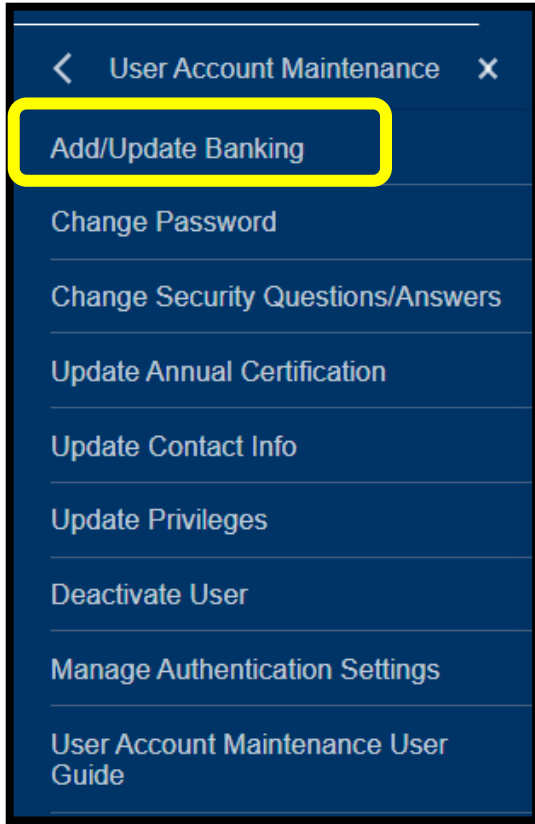 User Account Maintenance
Add/Update Banking
Change Password
Change Security Questions/Answers
Update Annual Certification
Update Contact Info
Update Privileges
Deactivate User
Manage Authentication Settings
User Account Maintenance User
Guide